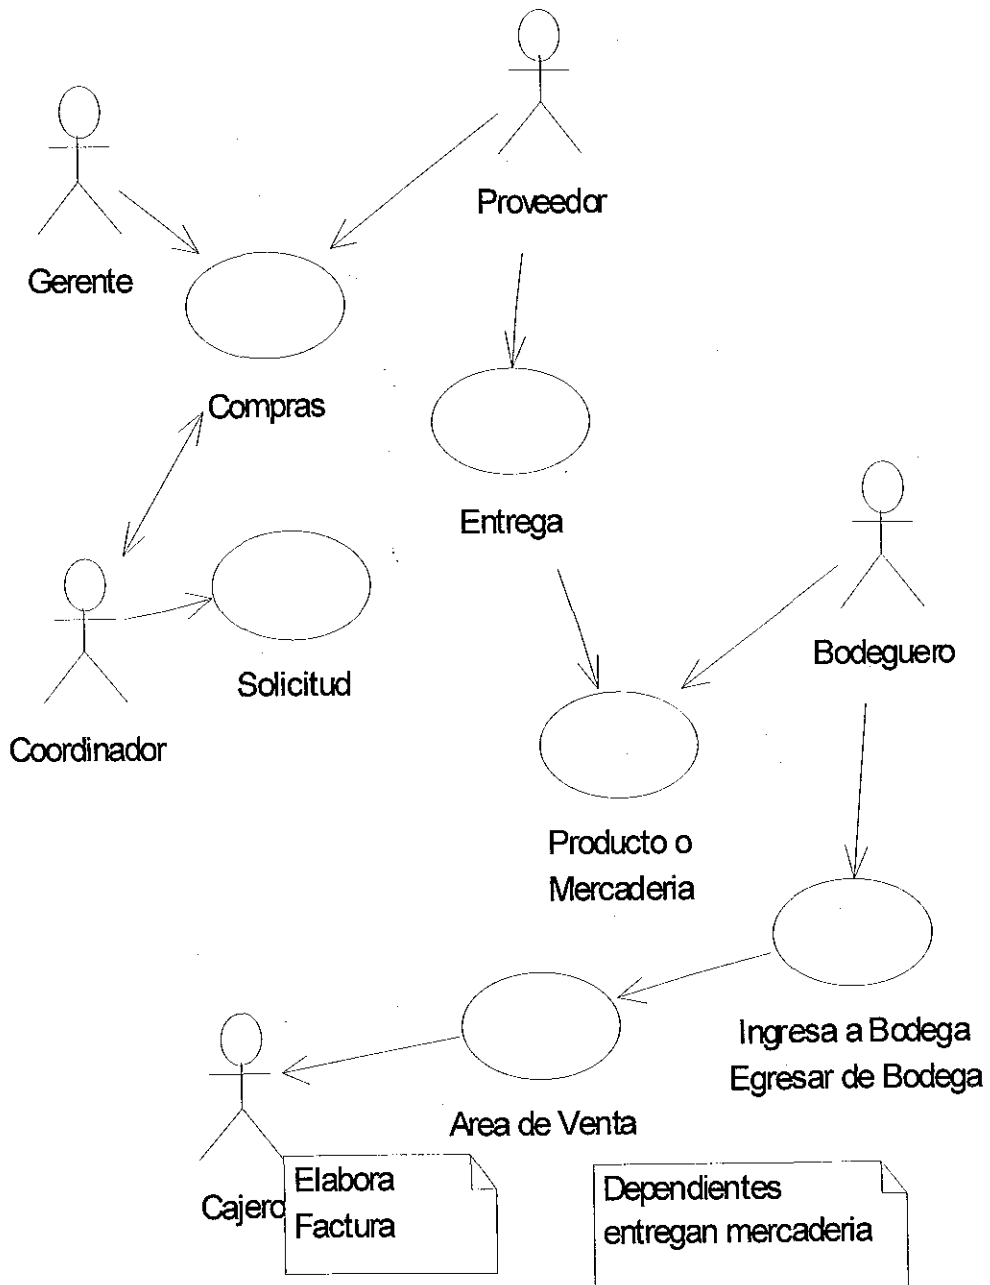 Proveedor
Gerente
Compras
Entrega
Bodeguero
Solicitud
Coordinador
Producto o
Mercaderia
Ingresa a Bodega
Egresar de Bodega
Area de Venta
Cajero
Elabora
Factura
Dependientes
entregan mercaderia